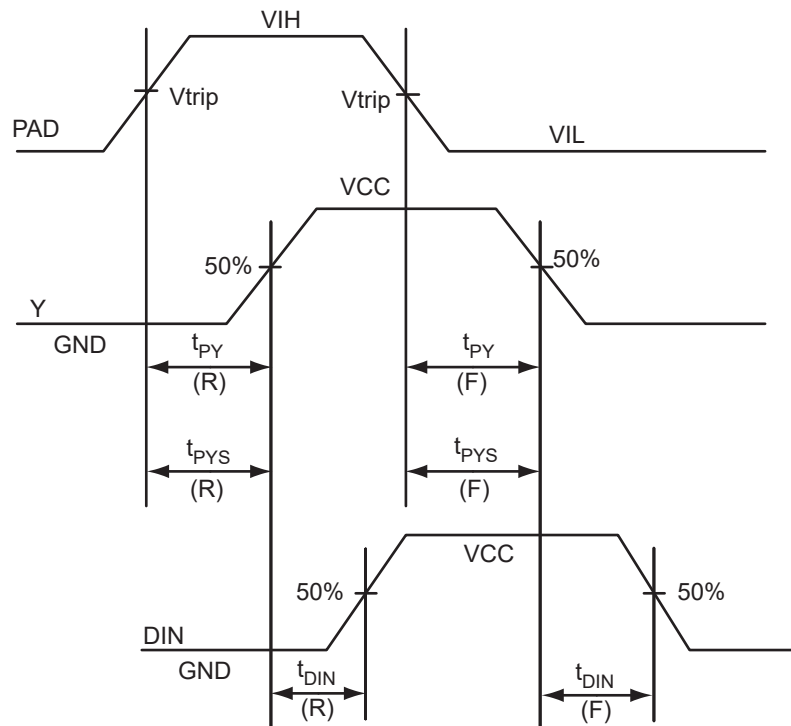 VIH
Vtrip
Vtrip
PAD
VIL
VCC
50%
50%
Y
GND
tPY
(R)
tPY
(F)
tPYS
(R)
tPYS
(F)
VCC
50%
50%
DIN
GND
tDIN
(R)
tDIN
(F)